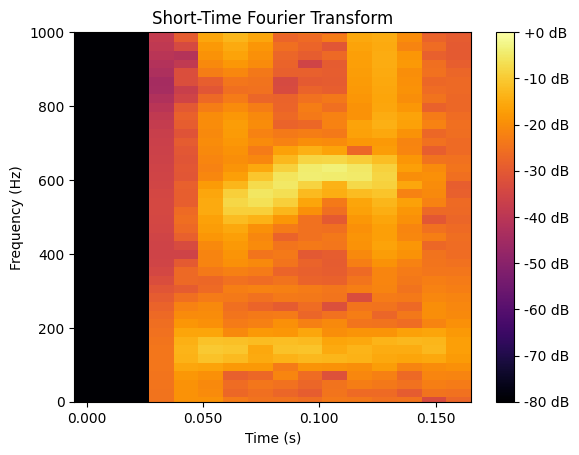 Short-Time Fourier Transform
Frequency (Hz)
1000
800
600
400
200
0
0.000
0.050
0.100
0.150
Time (s)
+0 dB
-10 dB
-20 dB
-30 dB
-40 dB
-50 dB
-60 dB
-70 dB
-80 dB